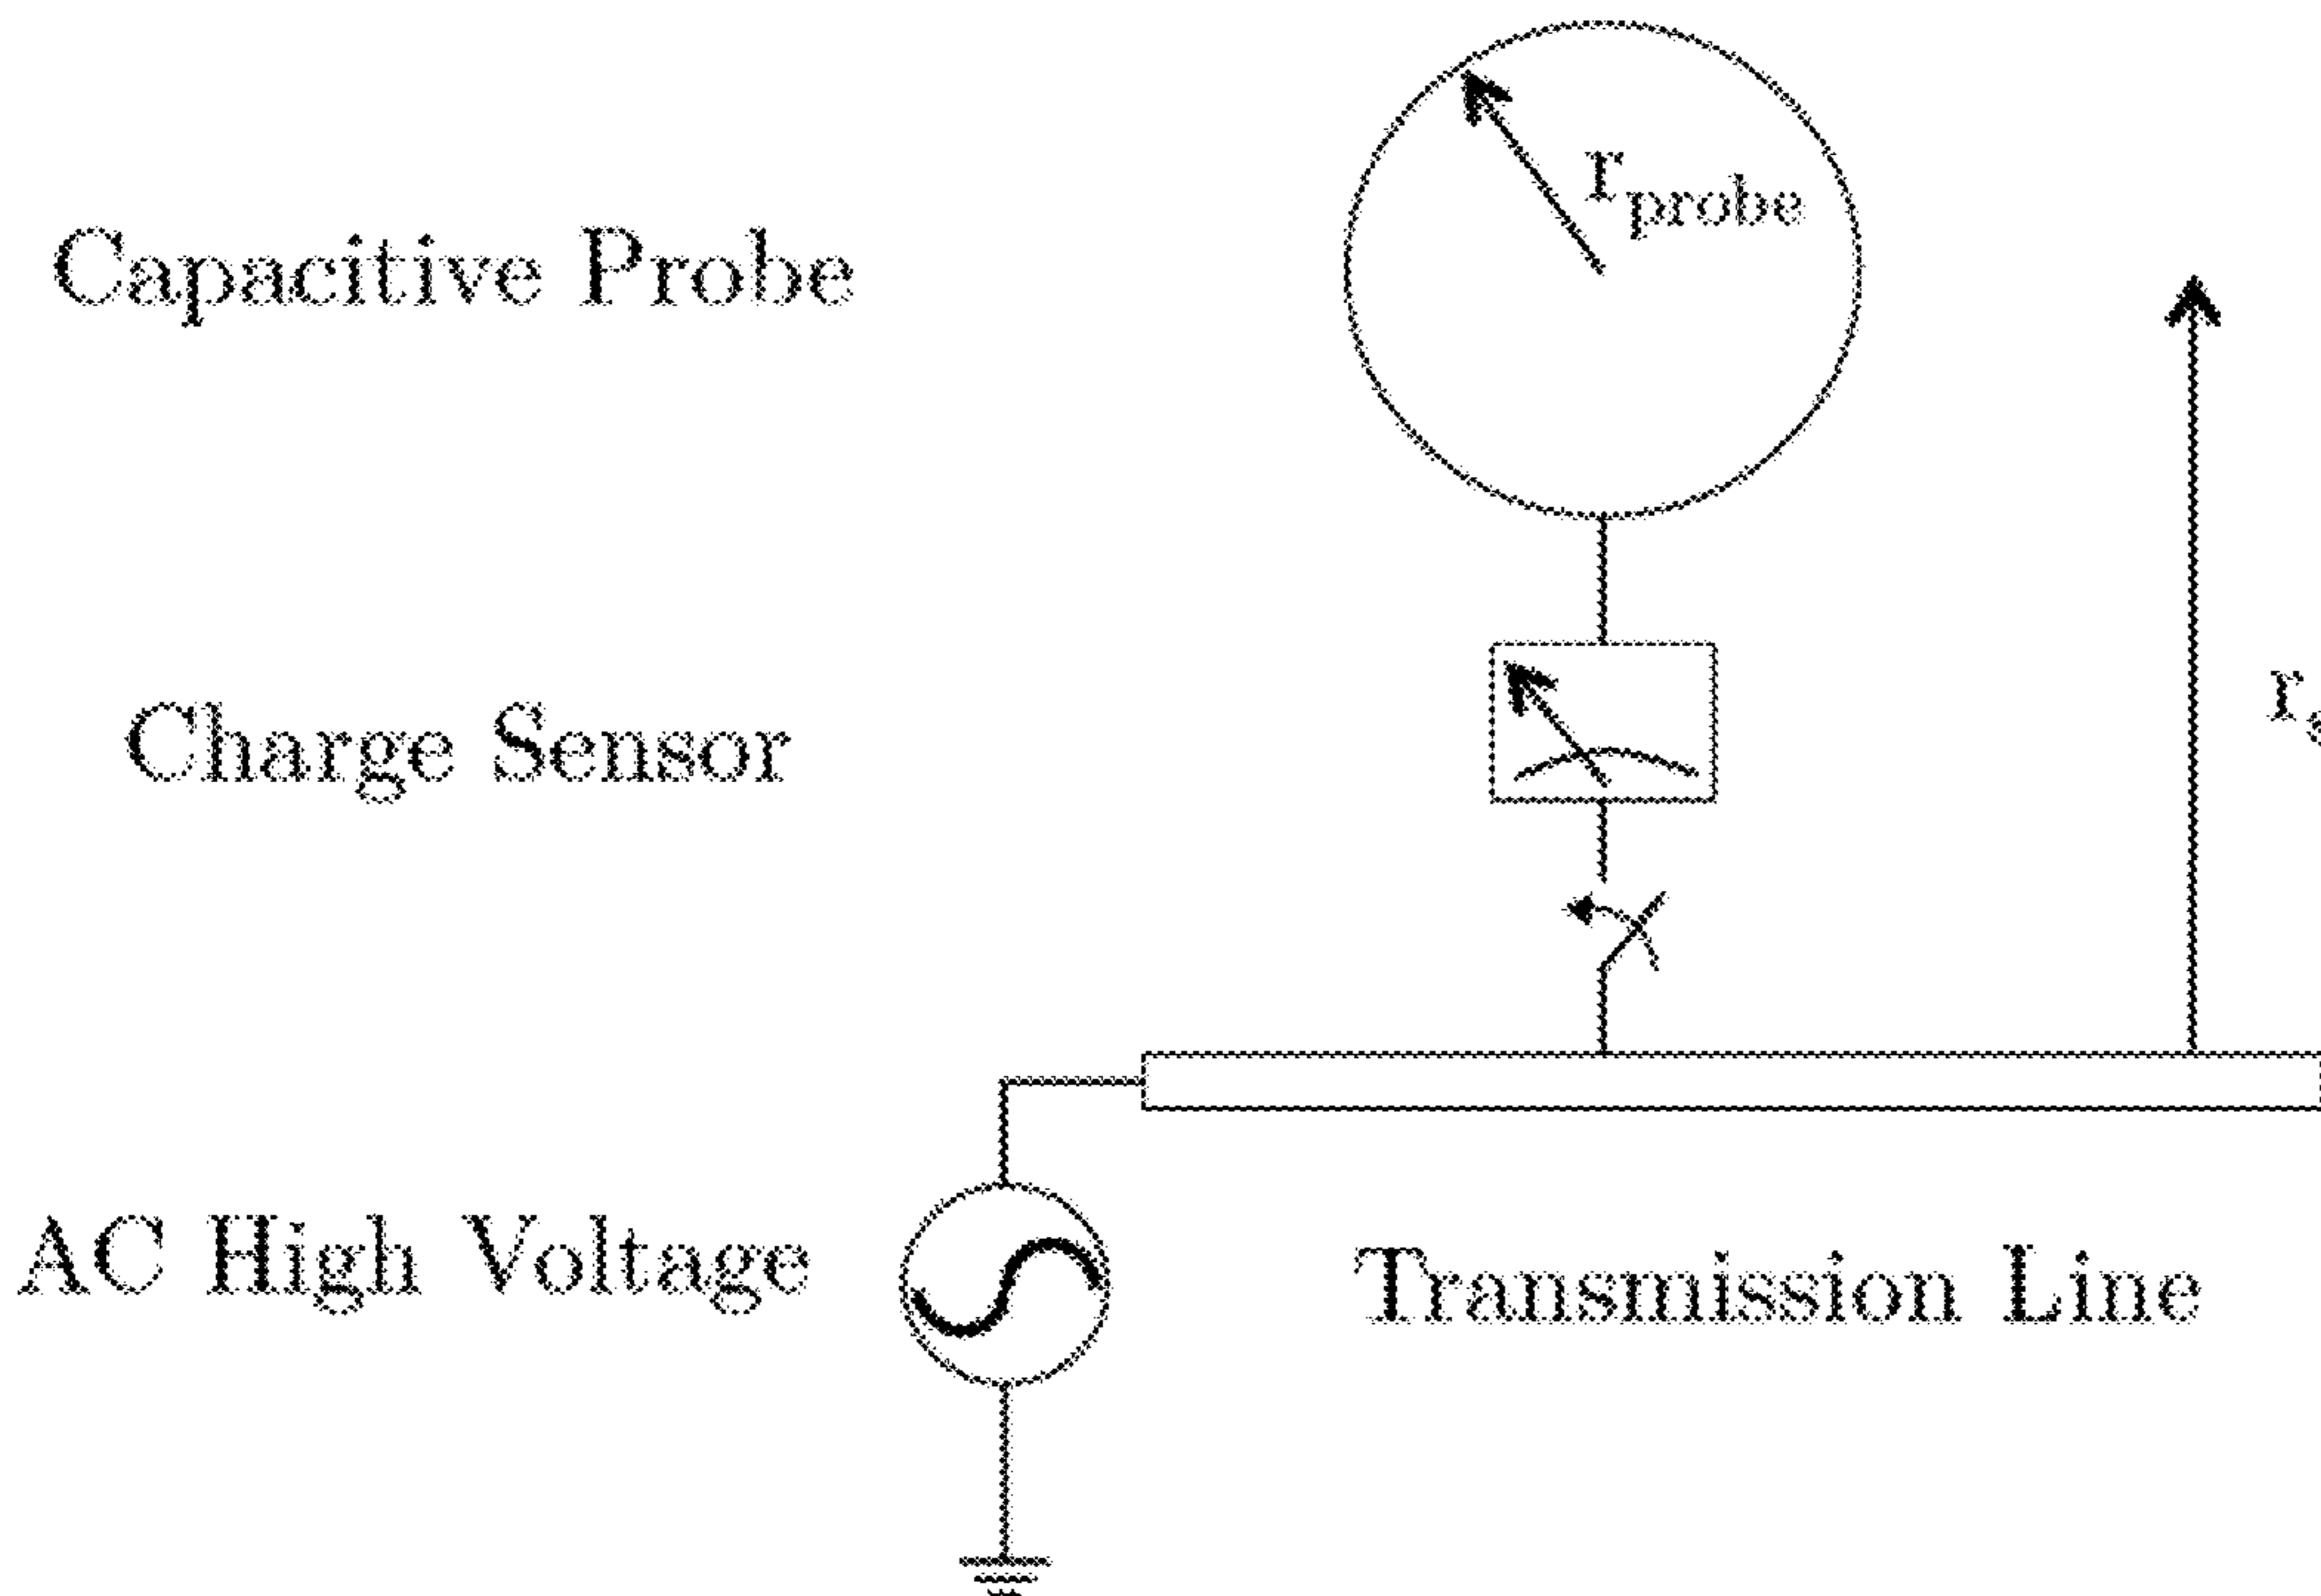 r_probe
Capacitive Probe
r
Charge Sensor
AC High Voltage
Transmission Line